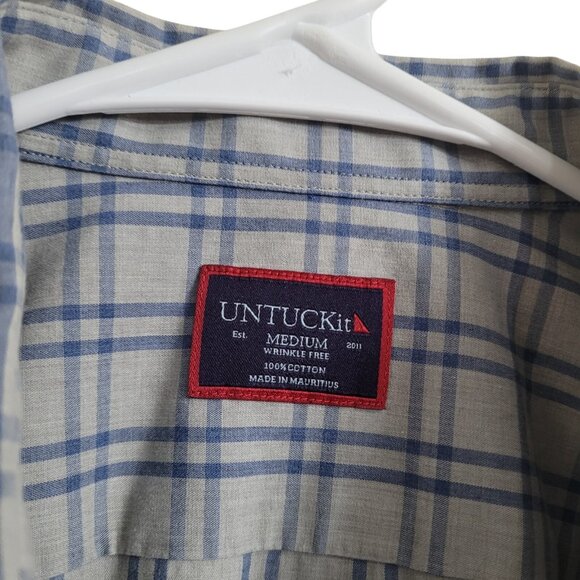 UNTUCKit
Est. MEDIUM 2011
WRINKLE FREE
100% COTTON
MADE IN MAURITIUS